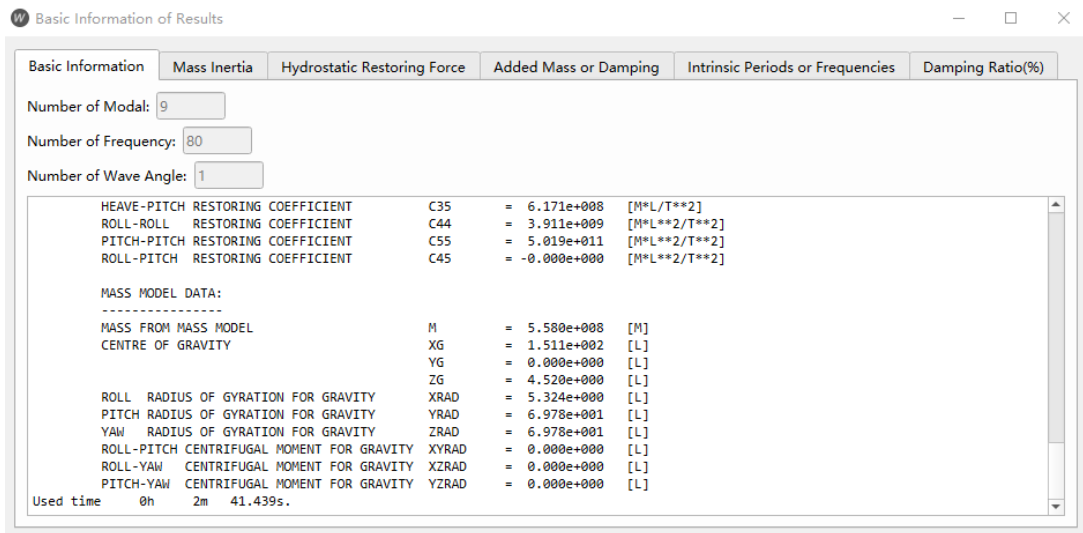 Basic Information of Results
Basic Information Mass Inertia Hydrostatic Restoring Force Added Mass or Damping Intrinsic Periods or Frequencies Damping Ratio(%)
Number of Modal: 9
Number of Frequency: 80
Number of Wave Angle: 1
HEAVE-PITCH RESTORING COEFFICIENT C35 = 6.171e+008 [M*L/T**2]
ROLL-ROLL RESTORING COEFFICIENT C44 = 3.911e+009 [M*L**2/T**2]
PITCH-PITCH RESTORING COEFFICIENT C55 = 5.019e+011 [M*L**2/T**2]
ROLL-PITCH RESTORING COEFFICIENT C45 = -0.000e+000 [M*L**2/T**2]
MASS MODEL DATA:
----------------
MASS FROM MASS MODEL M = 5.580e+008 [M]
CENTRE OF GRAVITY XG = 1.511e+002 [L]
YG = 0.000e+000 [L]
ZG = 4.520e+000 [L]
ROLL RADIUS OF GYRATION FOR GRAVITY XRAD = 5.324e+000 [L]
PITCH RADIUS OF GYRATION FOR GRAVITY YRAD = 6.978e+001 [L]
YAW RADIUS OF GYRATION FOR GRAVITY ZRAD = 6.978e+001 [L]
ROLL-PITCH CENTRIFUGAL MOMENT FOR GRAVITY XYRAD = 0.000e+000 [L]
ROLL-YAW CENTRIFUGAL MOMENT FOR GRAVITY XZRAD = 0.000e+000 [L]
PITCH-YAW CENTRIFUGAL MOMENT FOR GRAVITY YZRAD = 0.000e+000 [L]
Used time 0h 2m 41.439s.